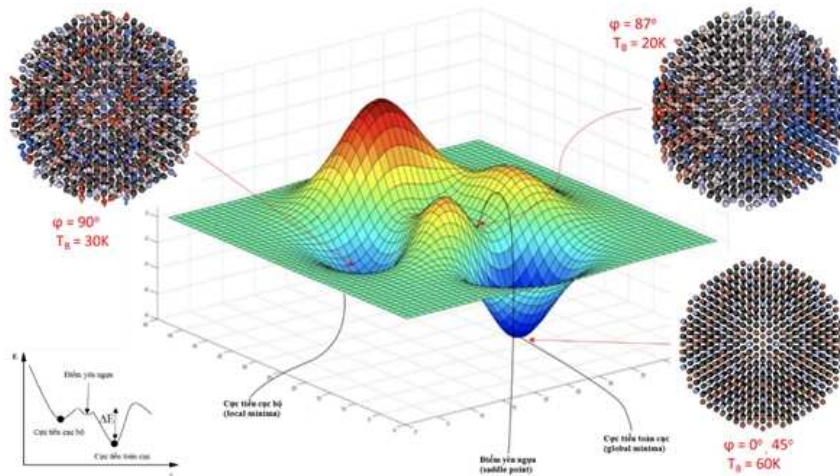 φ = 90°
T_B = 30K
φ = 87°
T_B = 20K
φ = 0°, 45°
T_B = 60K
Cực tiểu cục bộ
(local minima)
Điểm yên ngựa
(saddle point)
Cực tiểu toàn cục
(global minima)
E
Điểm yên ngựa
ΔE
Cực tiểu cục bộ
Cực tiểu toàn cục